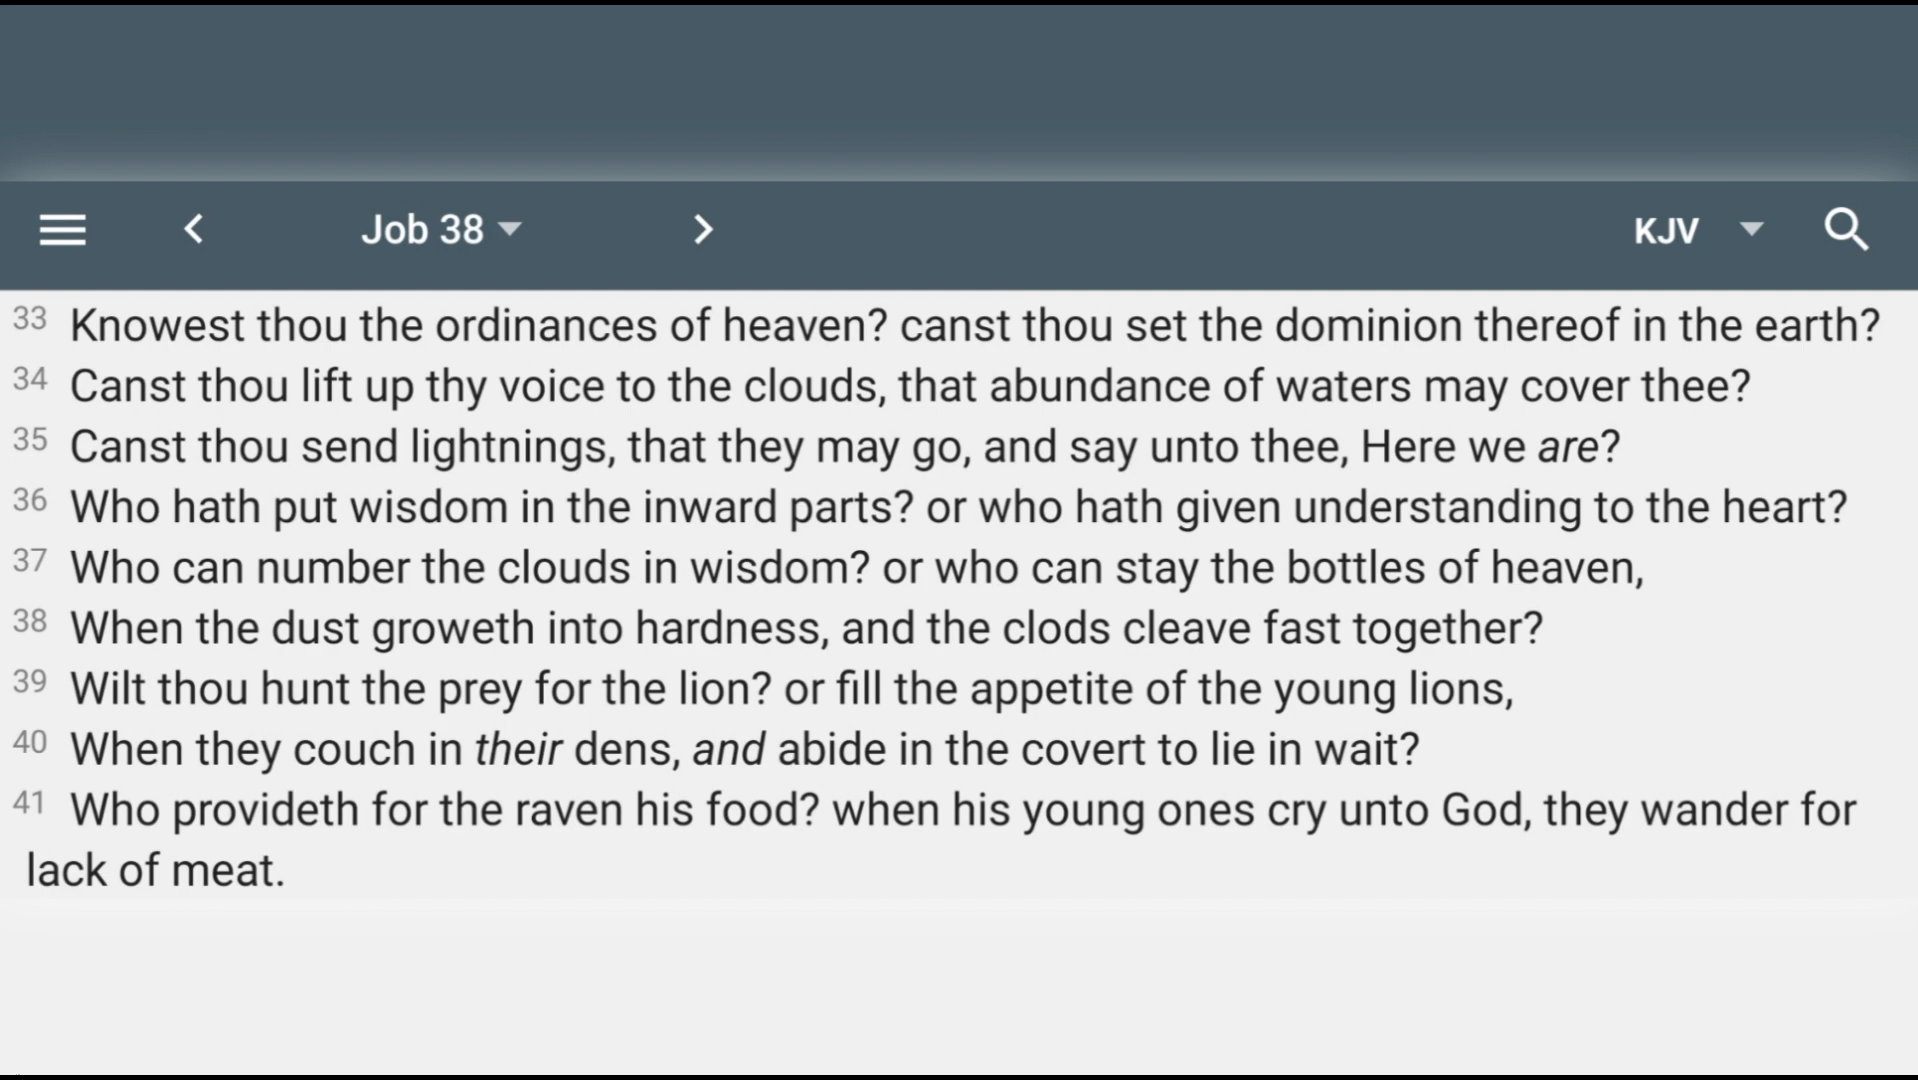 Job 38
KJV
33 Knowest thou the ordinances of heaven? canst thou set the dominion thereof in the earth?
34 Canst thou lift up thy voice to the clouds, that abundance of waters may cover thee?
35 Canst thou send lightnings, that they may go, and say unto thee, Here we are?
36 Who hath put wisdom in the inward parts? or who hath given understanding to the heart?
37 Who can number the clouds in wisdom? or who can stay the bottles of heaven,
38 When the dust groweth into hardness, and the clods cleave fast together?
39 Wilt thou hunt the prey for the lion? or fill the appetite of the young lions,
40 When they couch in their dens, and abide in the covert to lie in wait?
41 Who provideth for the raven his food? when his young ones cry unto God, they wander for
lack of meat.